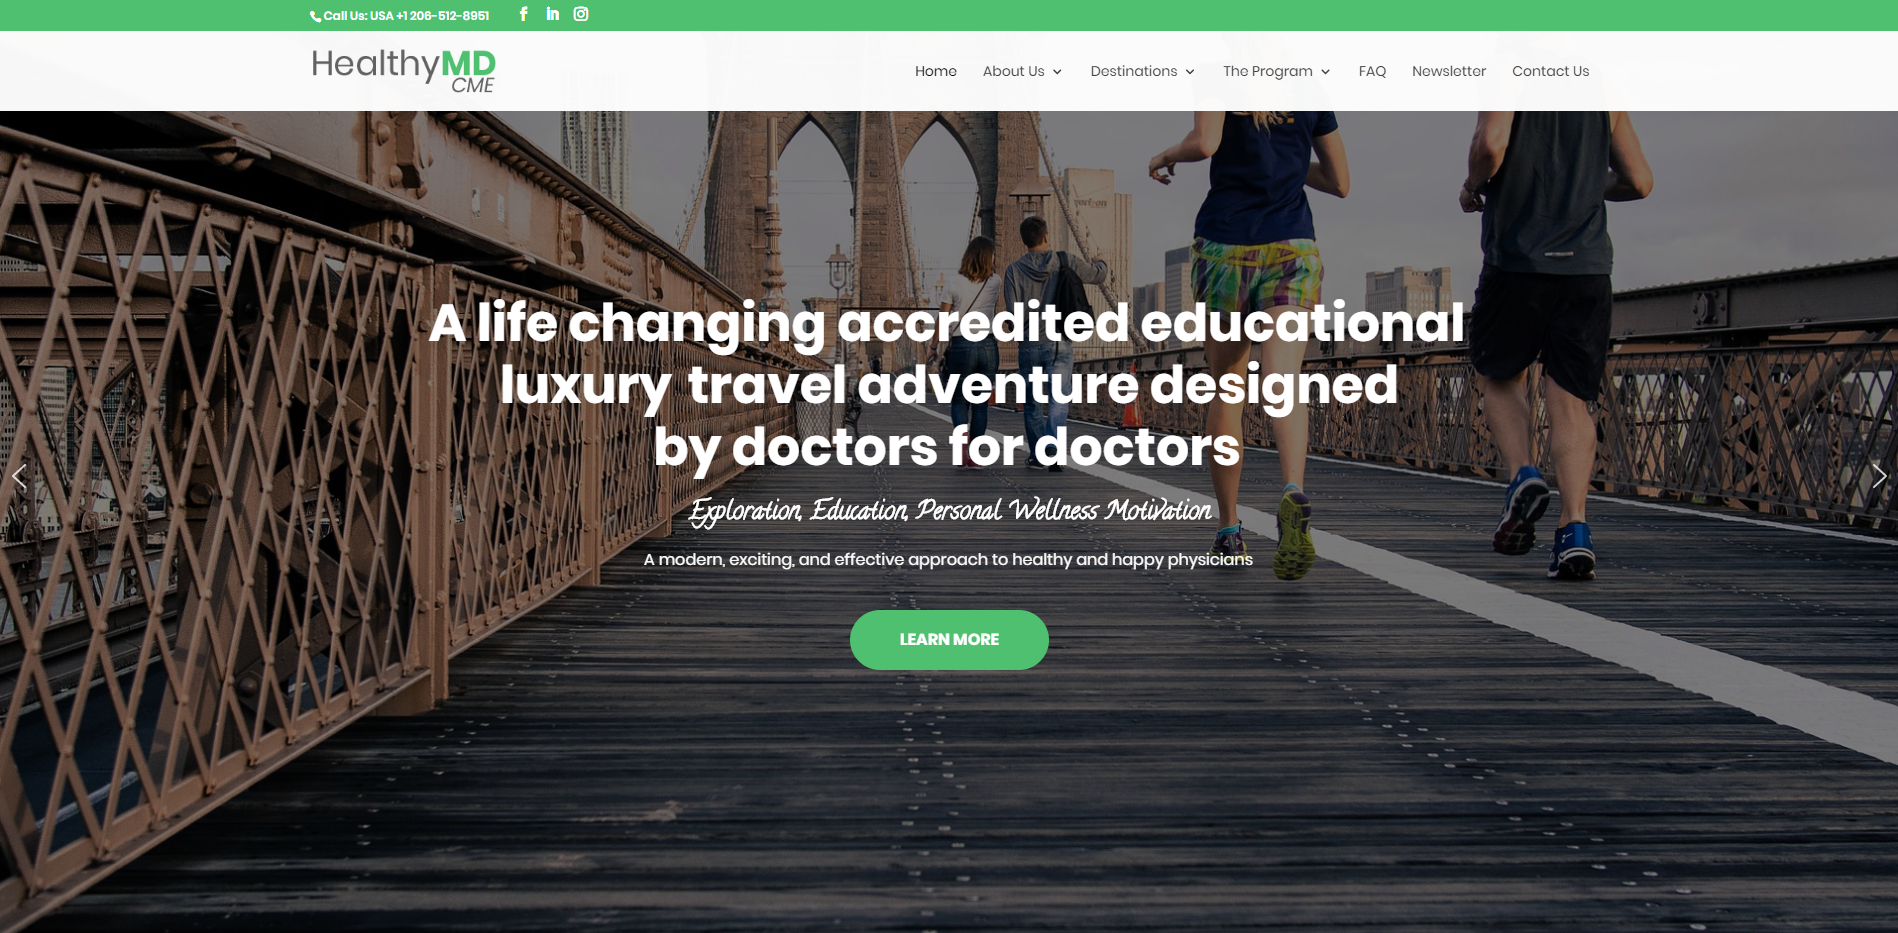 Call Us: USA +1 206-512-8951
HealthyMD
CME
Home
About Us
Destinations
The Program
FAQ
Newsletter
Contact Us
verizon
A life changing accredited educational
luxury travel adventure designed
by doctors for doctors
Exploration, Education, Personal Wellness Motivation
A modern, exciting, and effective approach to healthy and happy physicians
LEARN MORE